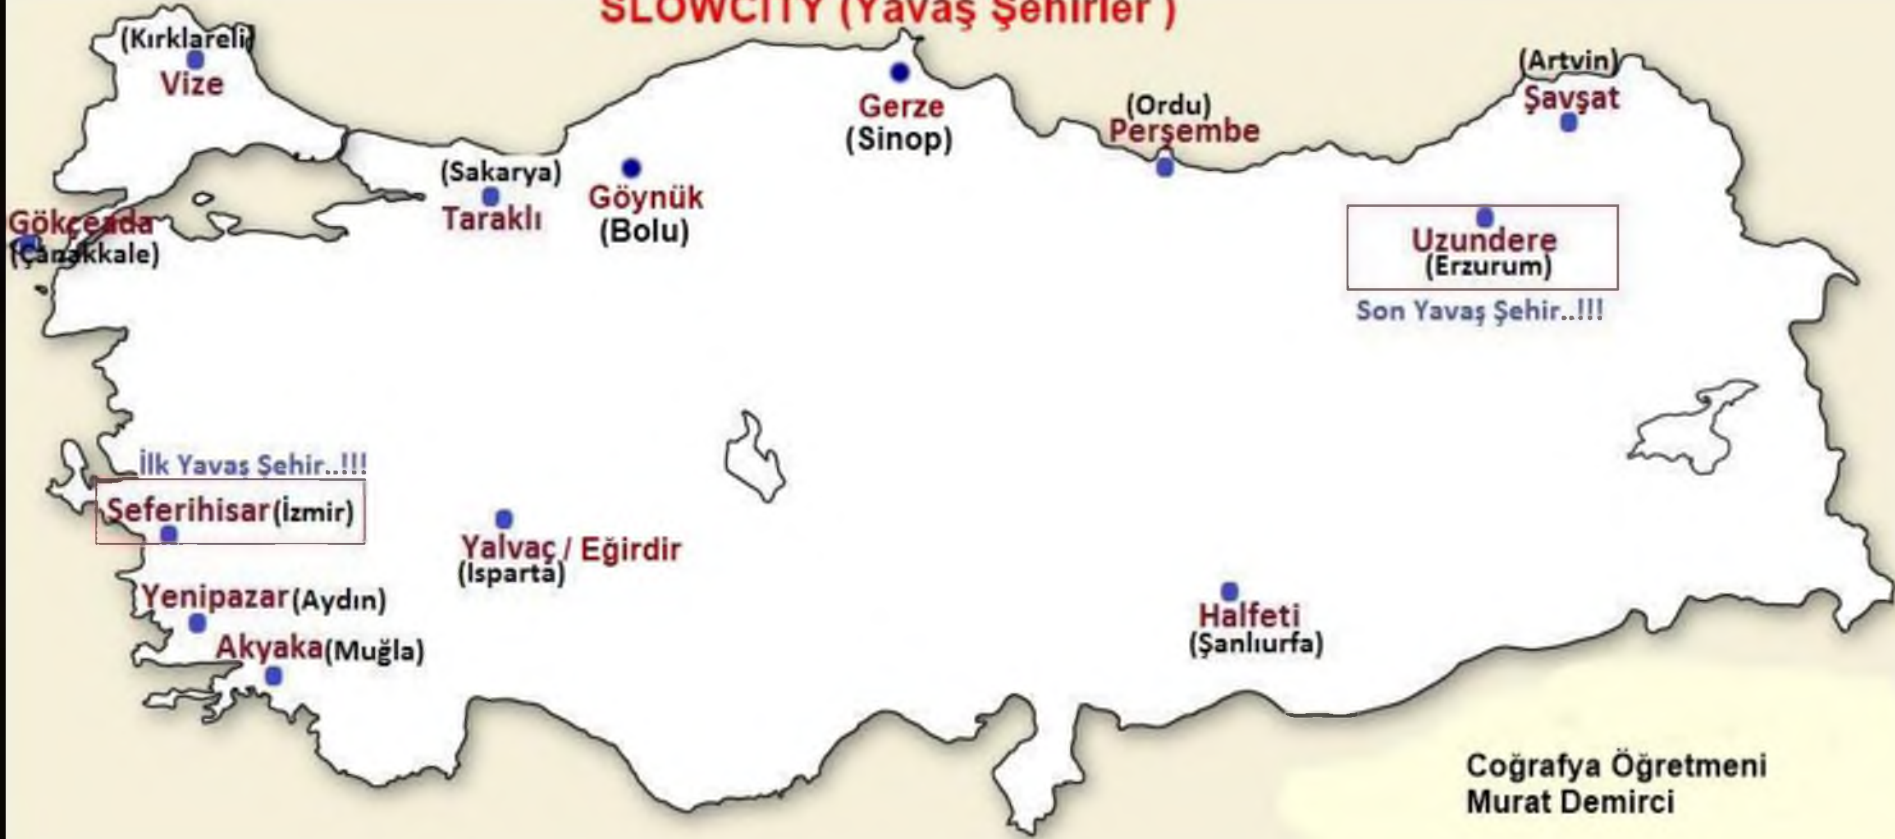 SLOWCITY (Yavaş Şehirler )
(Kırklareli)
Vize
Gerze
(Sinop)
(Ordu)
Perşembe
(Artvin)
Şavşat
(Sakarya)
Taraklı
Göynük
(Bolu)
Gökçeada
(Çanakkale)
Uzundere
(Erzurum)
Son Yavaş Şehir..!!!
İlk Yavaş Şehir..!!!
Seferihisar(İzmir)
Yalvaç / Eğirdir
(Isparta)
Yenipazar(Aydın)
Akyaka(Muğla)
Halfeti
(Şanlıurfa)
Coğrafya Öğretmeni
Murat Demirci